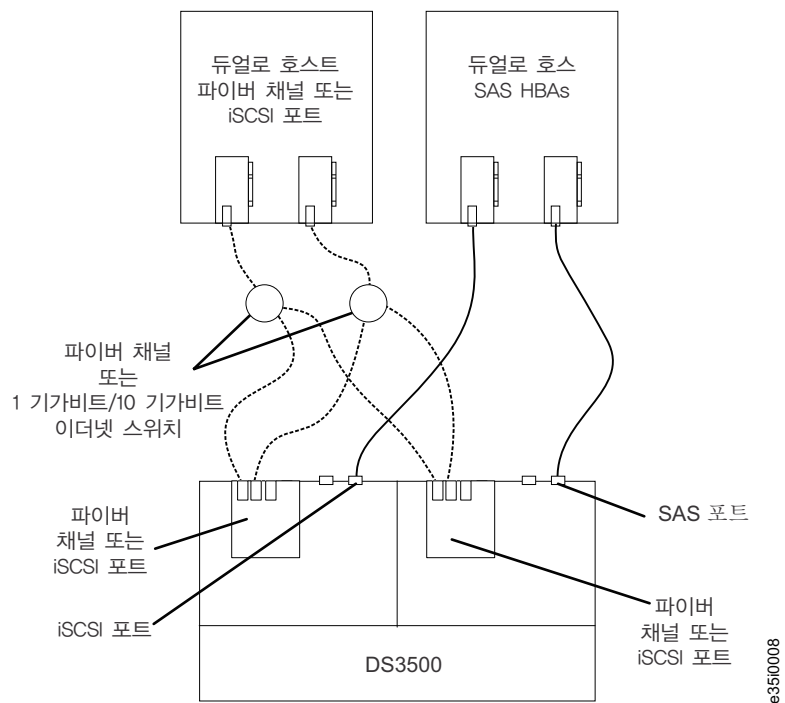 듀얼로 호스트
파이버 채널 또는
iSCSI 포트
듀얼로 호스
SAS HBAs
파이버 채널
또는
1 기가비트/10 기가비트
이더넷 스위치
파이버
채널 또는
iSCSI 포트
iSCSI 포트
SAS 포트
파이버
채널 또는
iSCSI 포트
DS3500
e35i0008